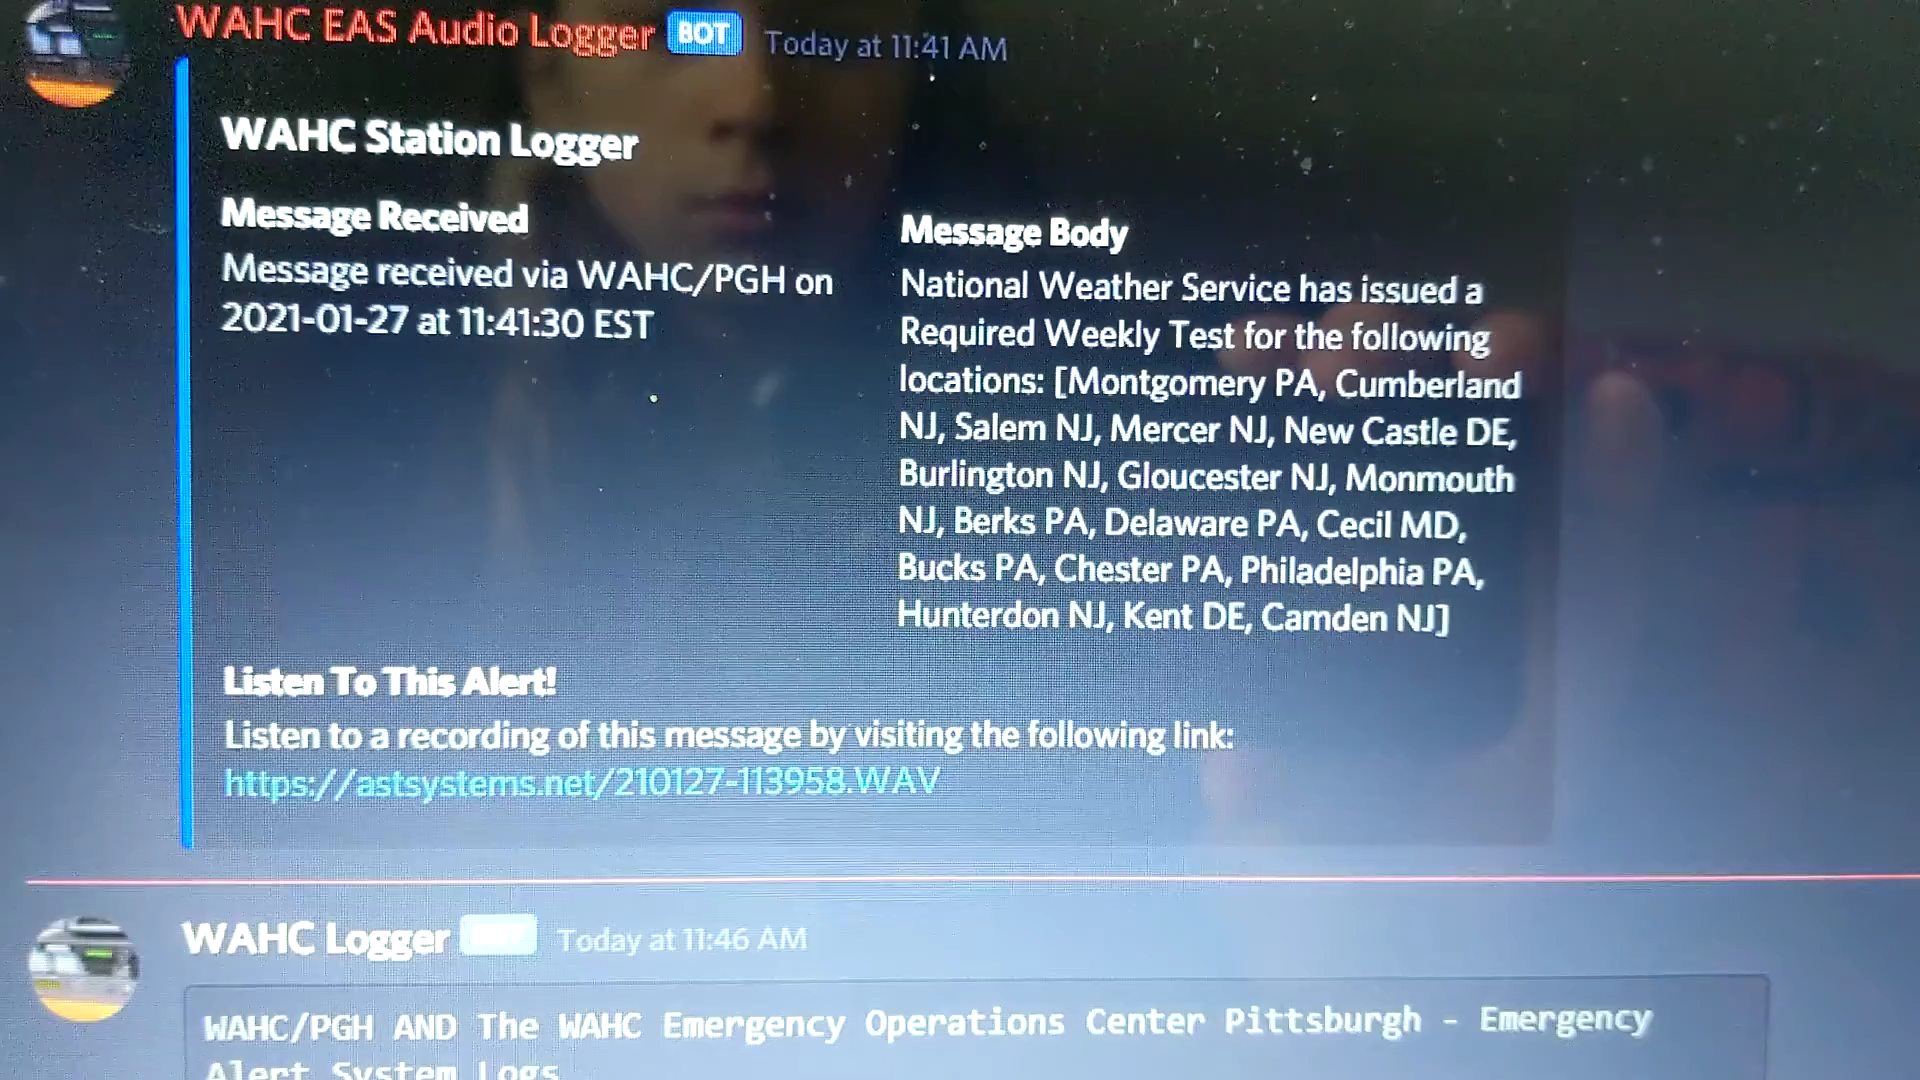 WAHC EAS Audio Logger BOT Today at 11:41 AM
WAHC Station Logger
Message Received
Message received via WAHC/PGH on
2021-01-27 at 11:41:30 EST
Message Body
National Weather Service has issued a
Required Weekly Test for the following
locations: [Montgomery PA, Cumberland
NJ, Salem NJ, Mercer NJ, New Castle DE,
Burlington NJ, Gloucester NJ, Monmouth
NJ, Berks PA, Delaware PA, Cecil MD,
Bucks PA, Chester PA, Philadelphia PA,
Hunterdon NJ, Kent DE, Camden NJ]
Listen To This Alert!
Listen to a recording of this message by visiting the following link:
https://astsystems.net/210127-113958.WAV
WAHC Logger BOT Today at 11:46 AM
WAHC/PGH AND The WAHC Emergency Operations Center Pittsburgh - Emergency
Alert System Logs